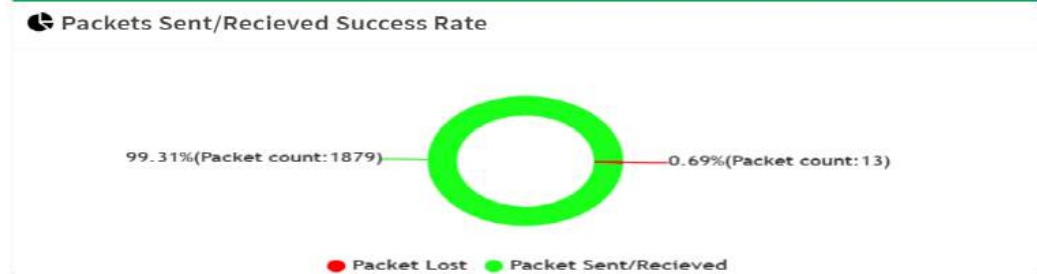 Packets Sent/Recieved Success Rate
99.31%(Packet count:1879)
0.69%(Packet count:13)
Packet Lost
Packet Sent/Recieved